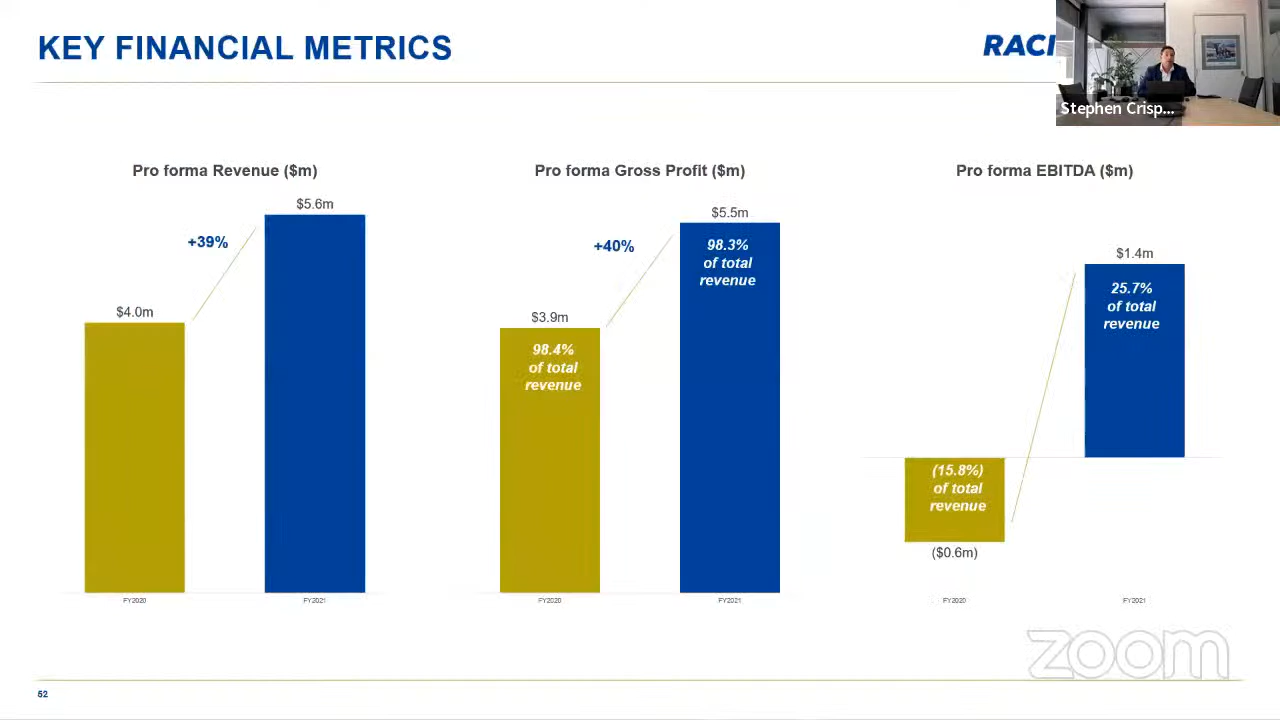 KEY FINANCIAL METRICS
RACI
Stephen Crisp...
Pro forma Revenue ($m)
$5.6m
+39%
$4.0m
FY2020
FY2021
Pro forma Gross Profit ($m)
$5.5m
98.3%
of total
revenue
+40%
$3.9m
98.4%
of total
revenue
FY2020
FY2021
Pro forma EBITDA ($m)
$1.4m
25.7%
of total
revenue
(15.8%)
of total
revenue
($0.6m)
FY2020
FY2021
zoom
52